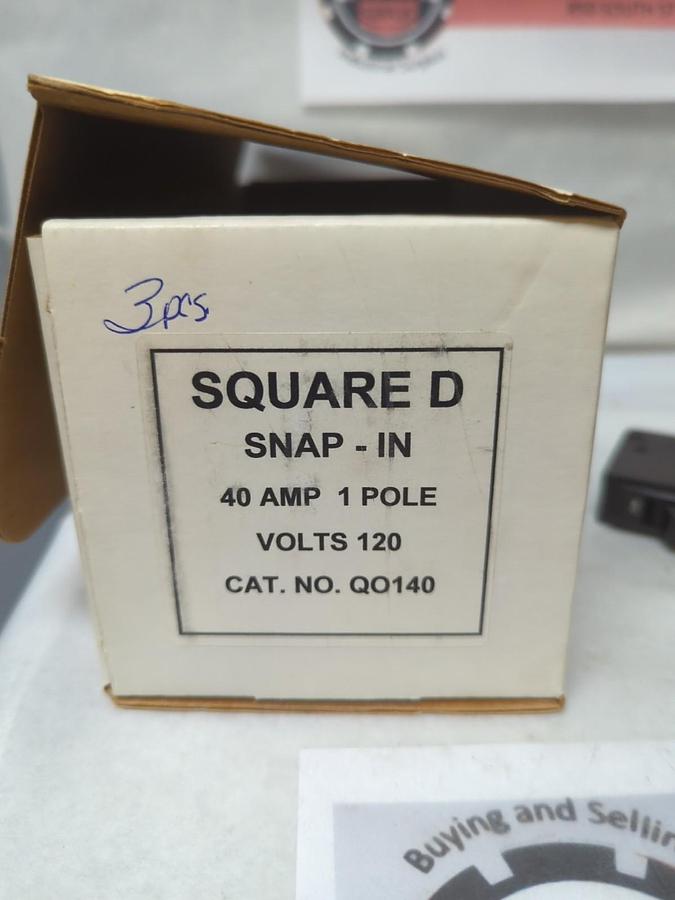 3pcs.
SQUARE D
SNAP - IN
40 AMP 1 POLE
VOLTS 120
CAT. NO. QO140
Buying and Sellin